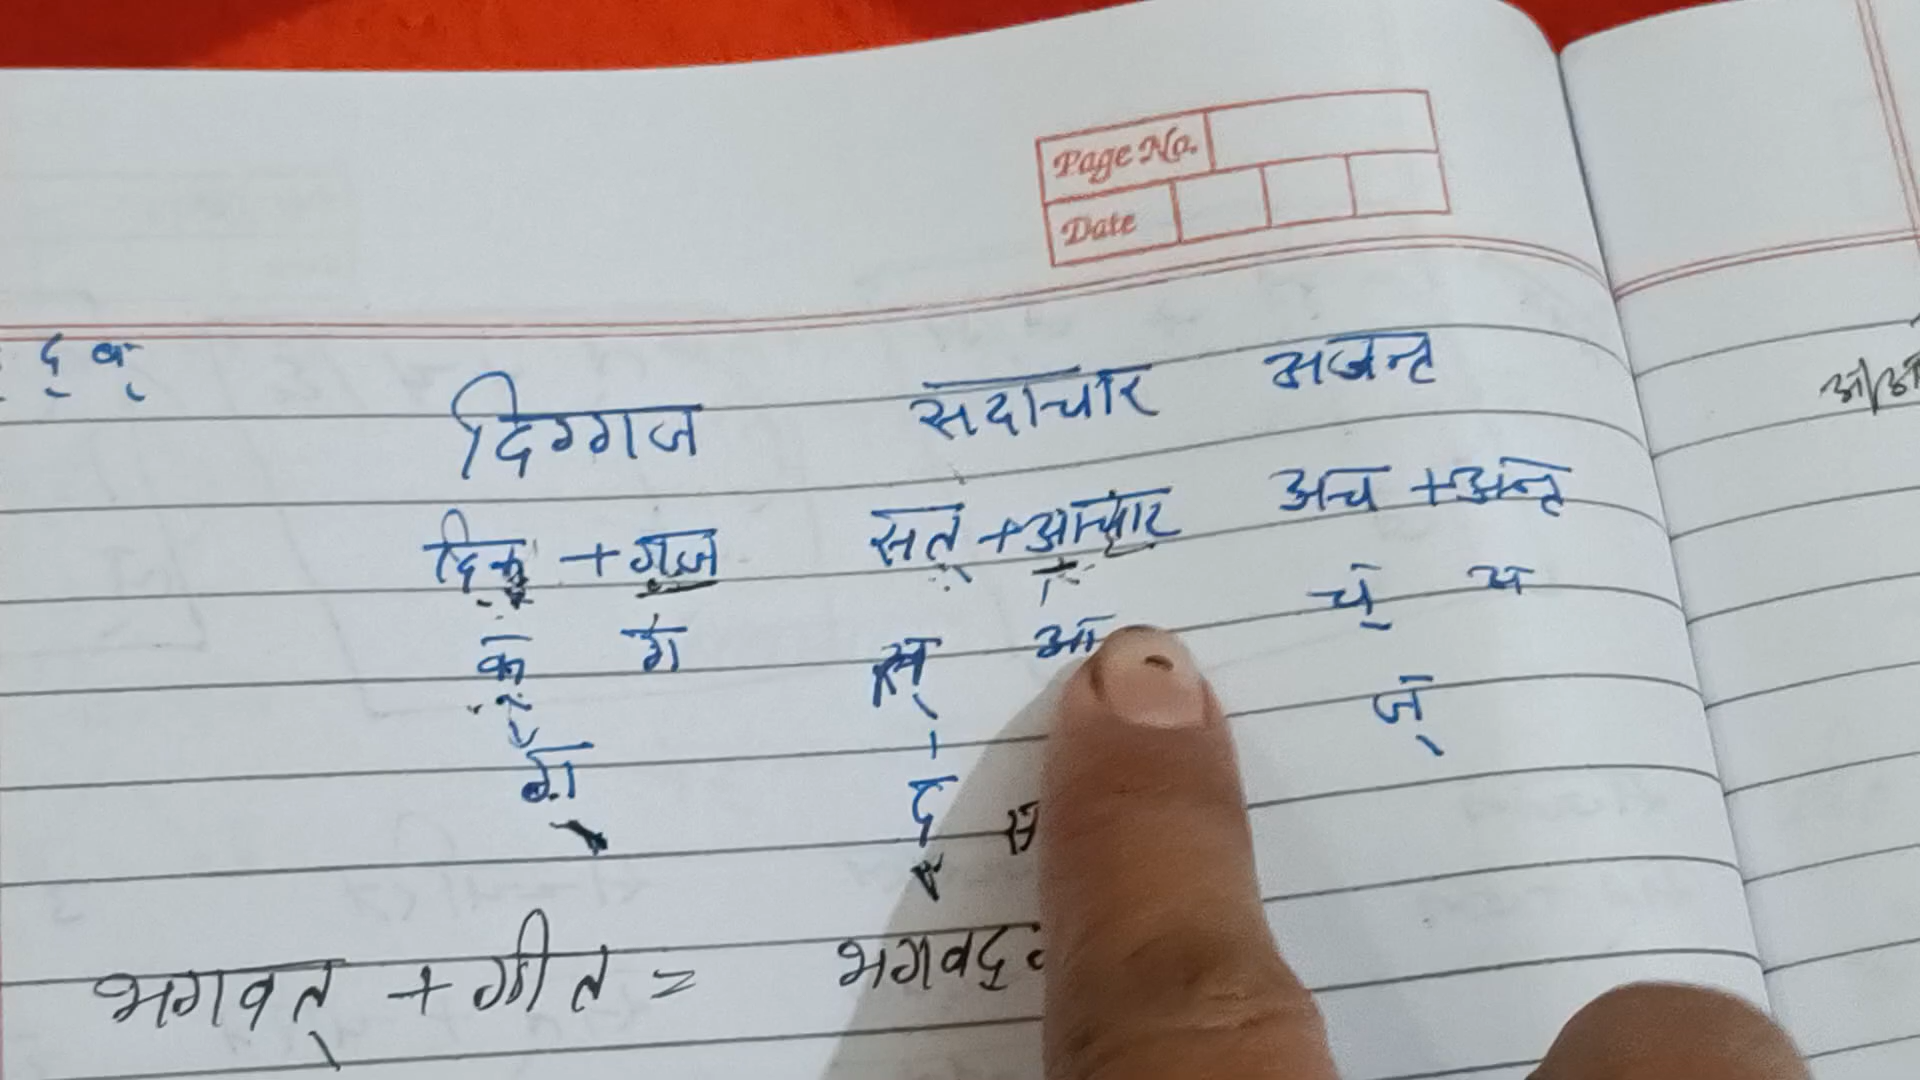 Page No.
Date
द् ब्
दिग्गज सदाचार अजन्त
दिक् + गज सत् + आचार अच + अन्त
क् ग त् आ च् अ
ग द् ज्
भगवत् + गीत = भगवद्